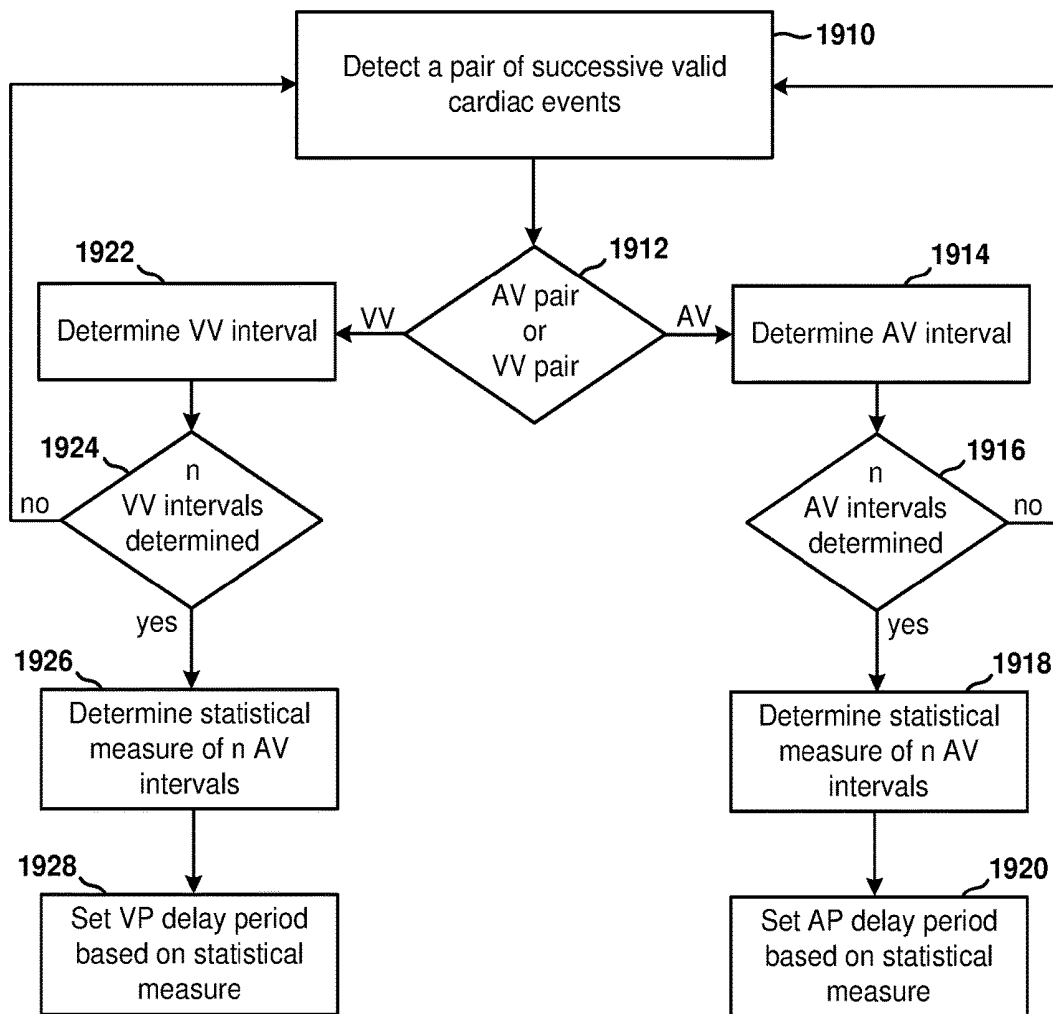 1910
Detect a pair of successive valid
cardiac events
1922
1912
1914
Determine VV interval
VV
AV pair
or
VV pair
AV
Determine AV interval
1924
n
VV intervals
determined
no
yes
1916
n
AV intervals
determined
no
yes
1926
Determine statistical
measure of n AV
intervals
1918
Determine statistical
measure of n AV
intervals
1928
Set VP delay period
based on statistical
measure
1920
Set AP delay period
based on statistical
measure